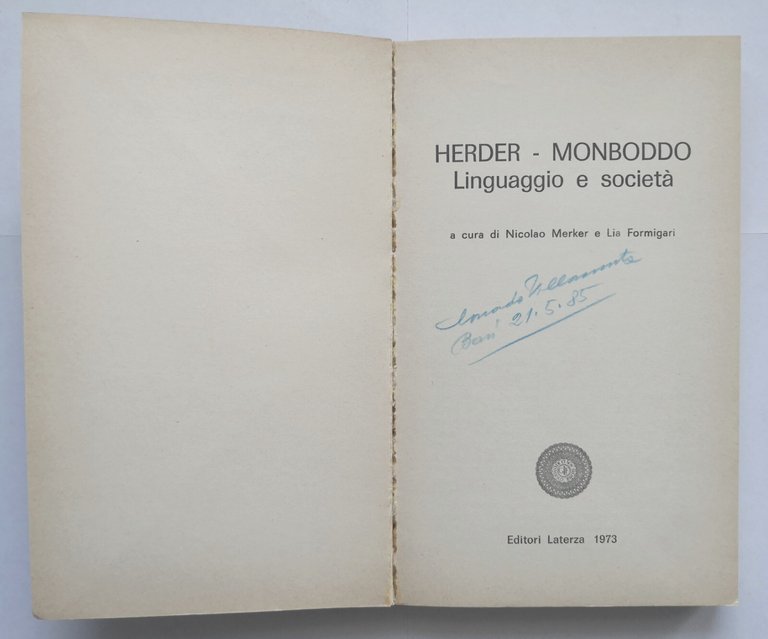 HERDER - MONBODDO
Linguaggio e società
a cura di Nicolao Merker e Lia Formigari
Bari 21.5.85
Editori Laterza 1973